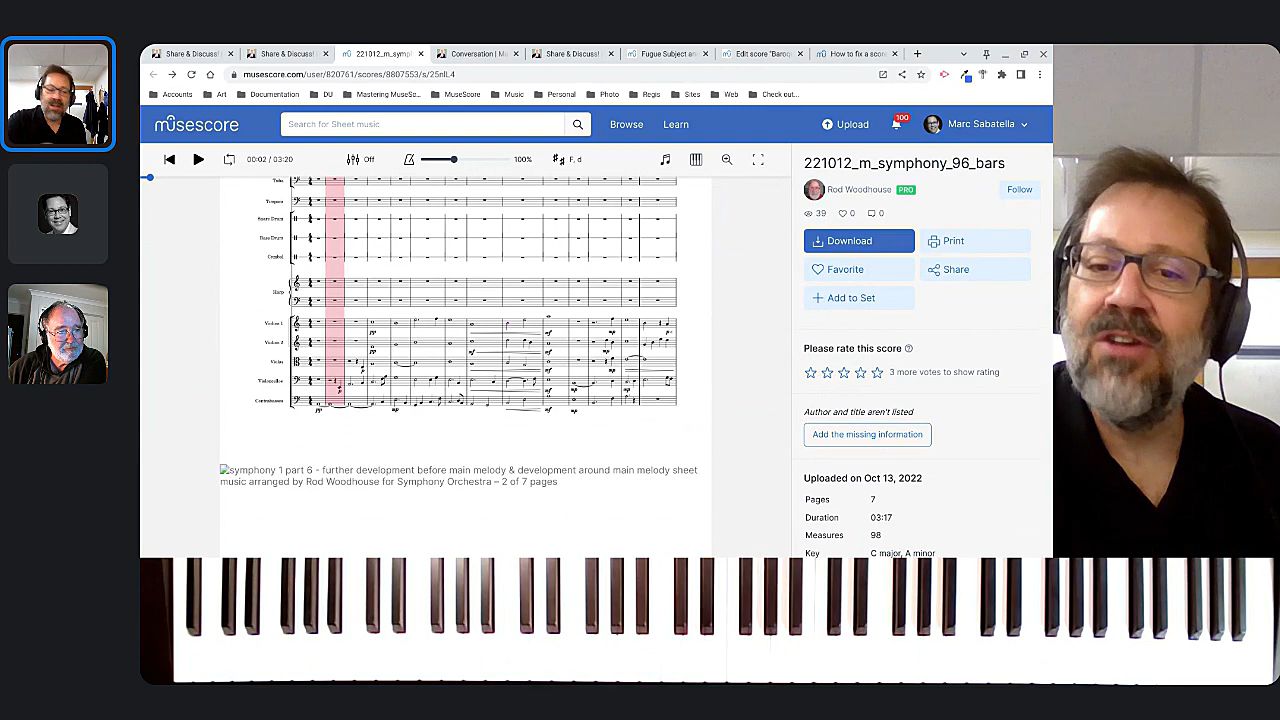 Share & Discuss!
Share & Discuss!
221012_m_symp
Conversation | Ma
Share & Discuss!
Fugue Subject an
Edit score "Baroq
How to fix a score
musescore.com/user/820761/scores/8807553/s/25nlL4
Accounts
Art
Documentation
DU
Mastering MuseSc...
MuseScore
Music
Personal
Photo
Regis
Sites
Web
Check out...
musescore
Search for Sheet music
Browse
Learn
Upload
100
Marc Sabatella
00:02 / 03:20
Off
100%
F, d
221012_m_symphony_96_bars
Rod Woodhouse PRO
Follow
39
0
0
Download
Print
Favorite
Share
Add to Set
Please rate this score
3 more votes to show rating
Author and title aren't listed
Add the missing information
Uploaded on Oct 13, 2022
Pages 7
Duration 03:17
Measures 98
Key C major, A minor
Tuba
Timpani
Snare Drum
Bass Drum
Cymbal
Harp
Violins 1
Violins 2
Violas
Violoncellos
Contrabasses
symphony 1 part 6 - further development before main melody & development around main melody sheet
music arranged by Rod Woodhouse for Symphony Orchestra – 2 of 7 pages